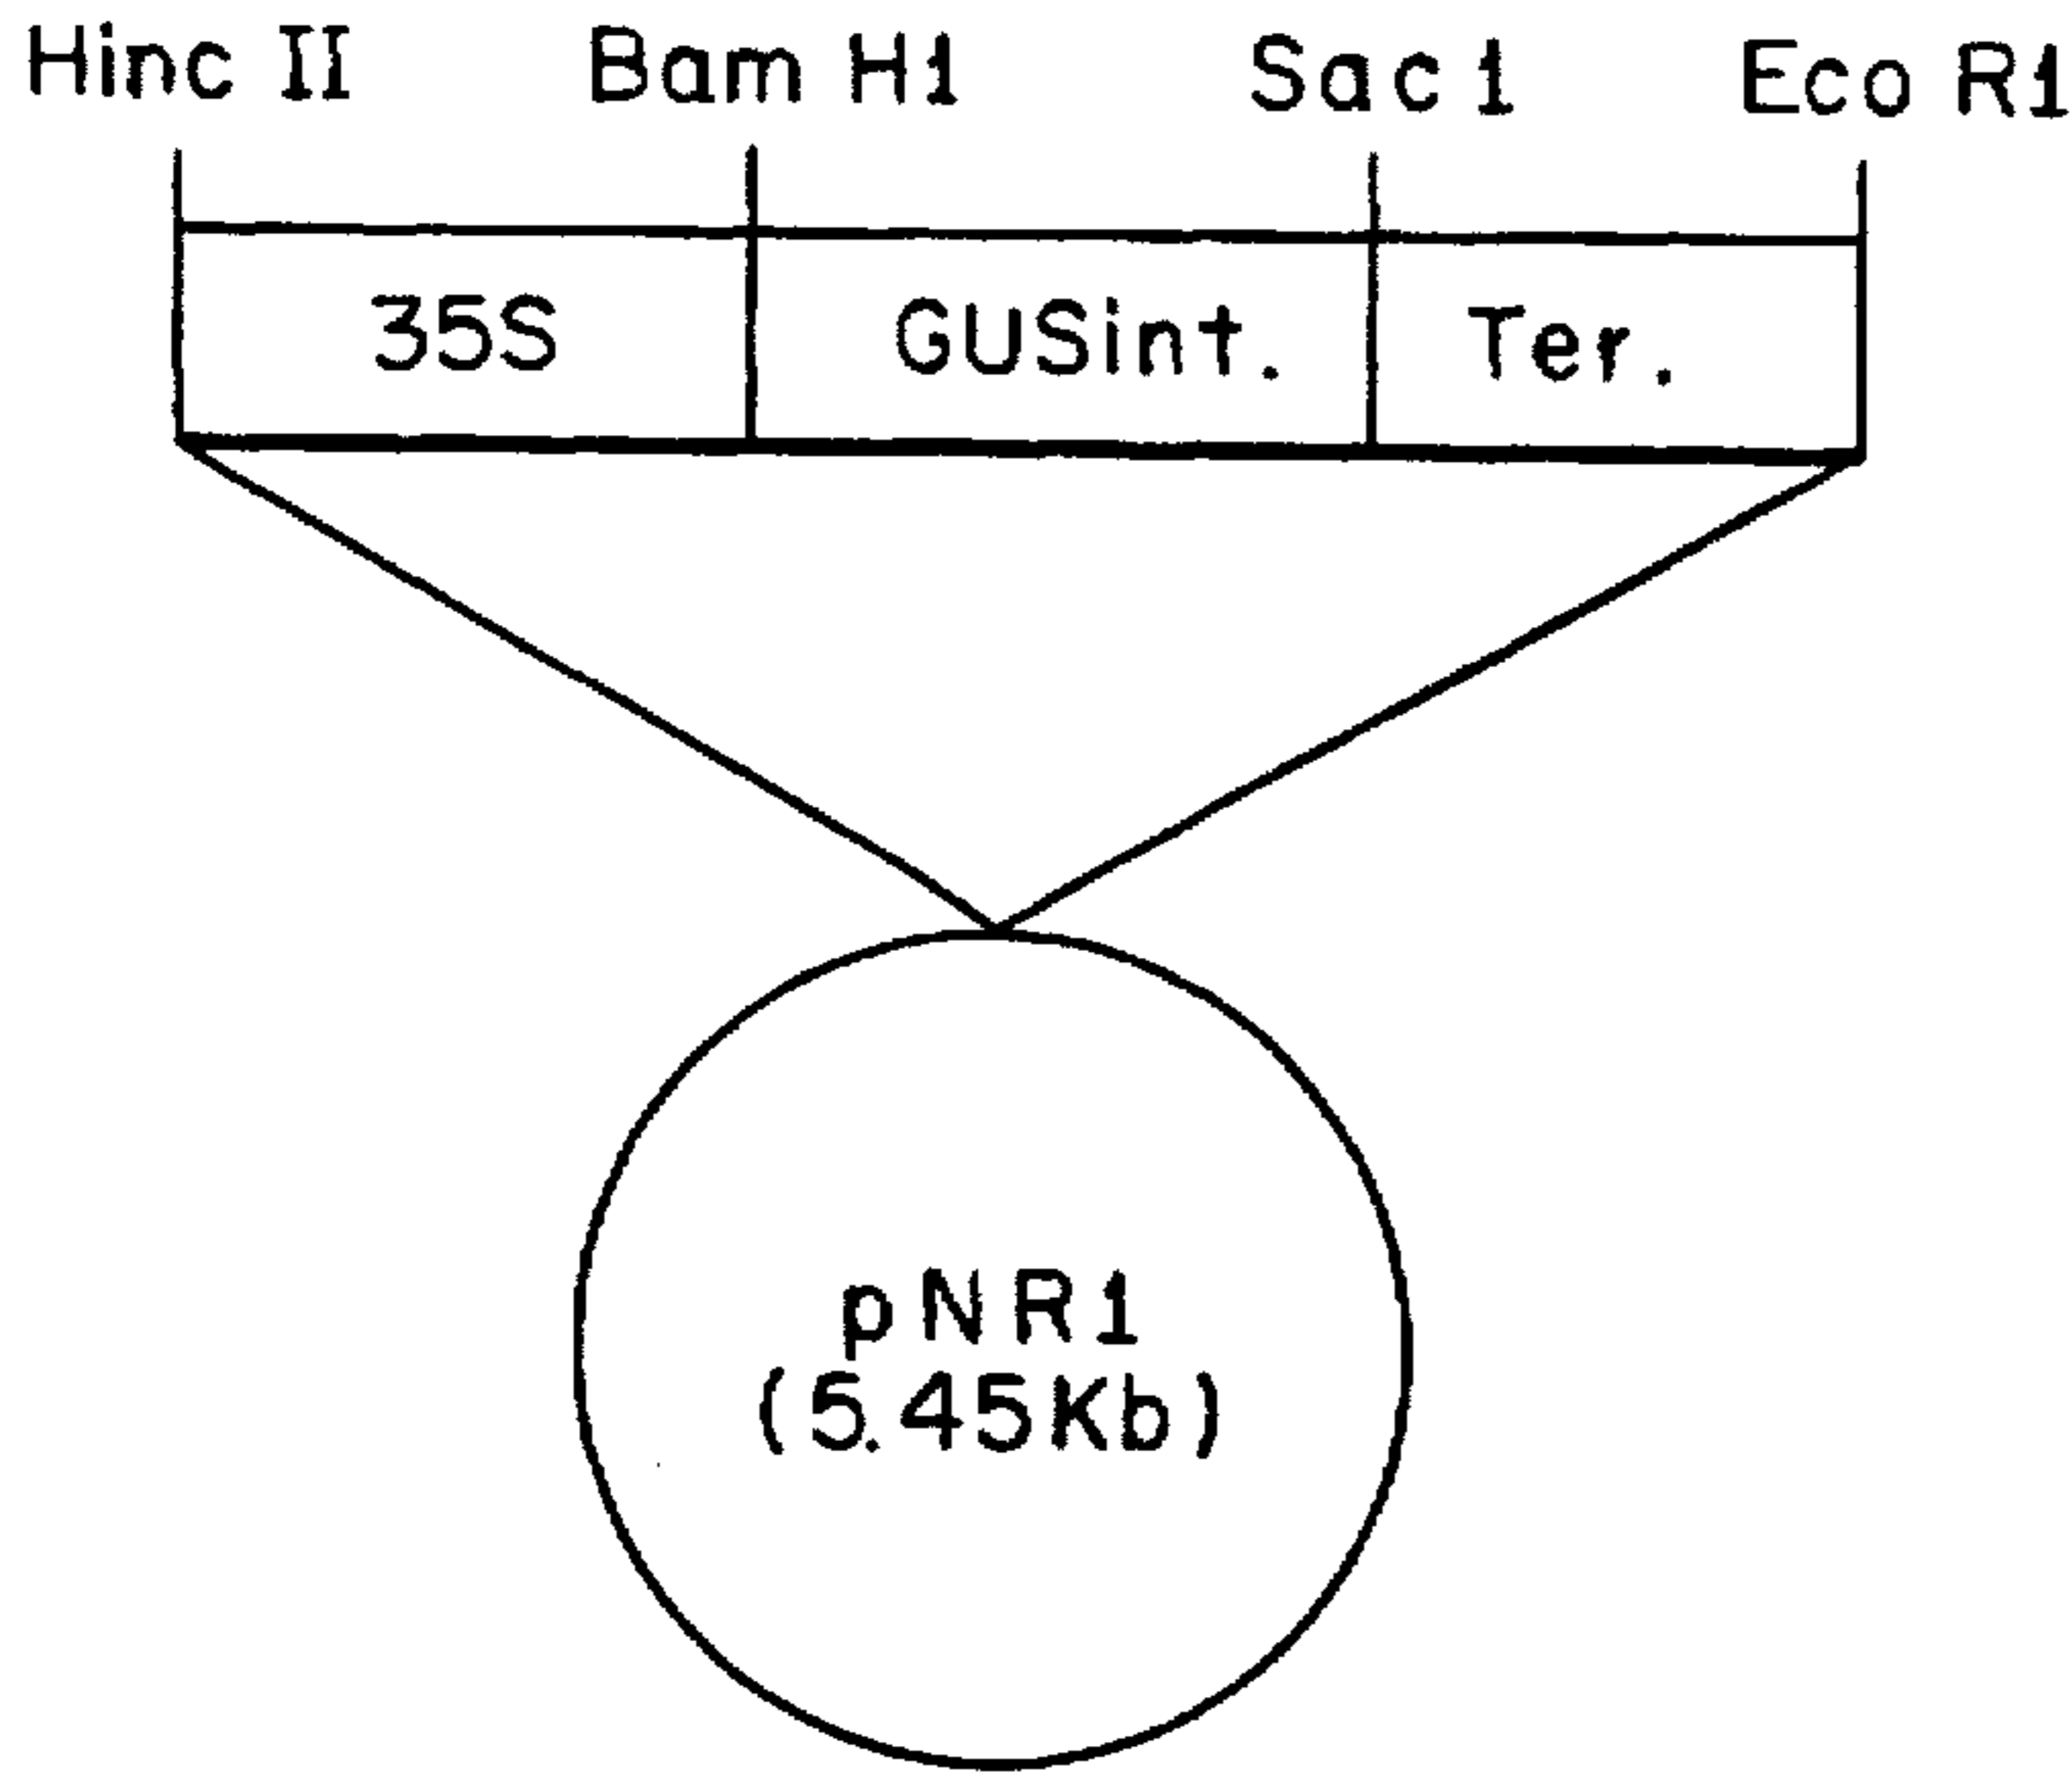 Hinc II Bam H1 Sac 1 Eco R1
35S GUSint. Ter.
pNR1
(5.45Kb)